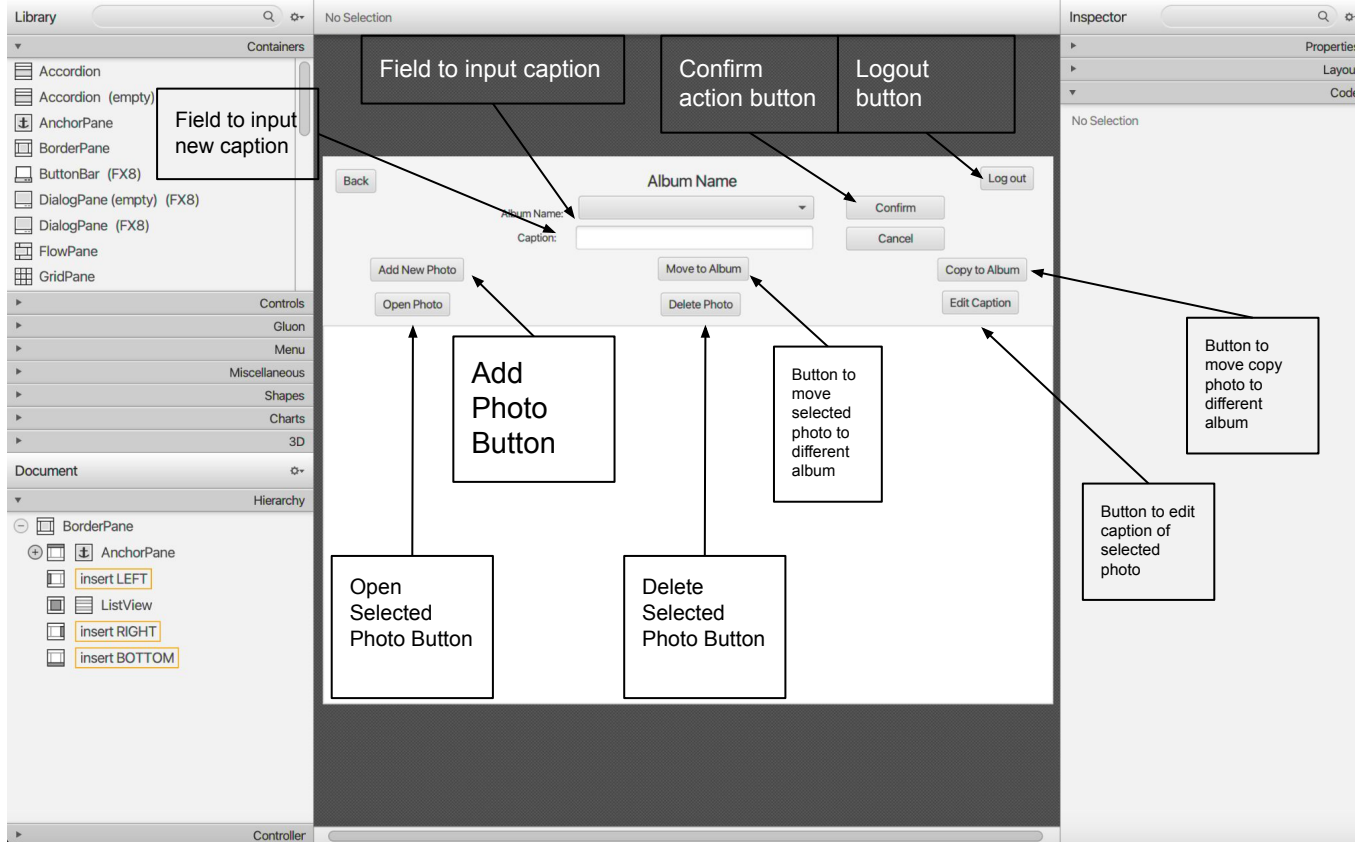 Library
No Selection
Inspector
Containers
Accordion
Accordion (empty)
AnchorPane
BorderPane
ButtonBar (FX8)
DialogPane (empty) (FX8)
DialogPane (FX8)
FlowPane
GridPane
Controls
Gluon
Menu
Miscellaneous
Shapes
Charts
3D
Document
Hierarchy
BorderPane
AnchorPane
insert LEFT
ListView
insert RIGHT
insert BOTTOM
Controller
Field to input
new caption
Field to input caption
Confirm
action button
Logout
button
Back
Album Name
Log out
Album Name:
Confirm
Caption:
Cancel
Add New Photo
Move to Album
Copy to Album
Open Photo
Delete Photo
Edit Caption
Add
Photo
Button
Button to
move
selected
photo to
different
album
Button to
move copy
photo to
different
album
Button to edit
caption of
selected
photo
Open
Selected
Photo Button
Delete
Selected
Photo Button
Properties
Layou
Code
No Selection